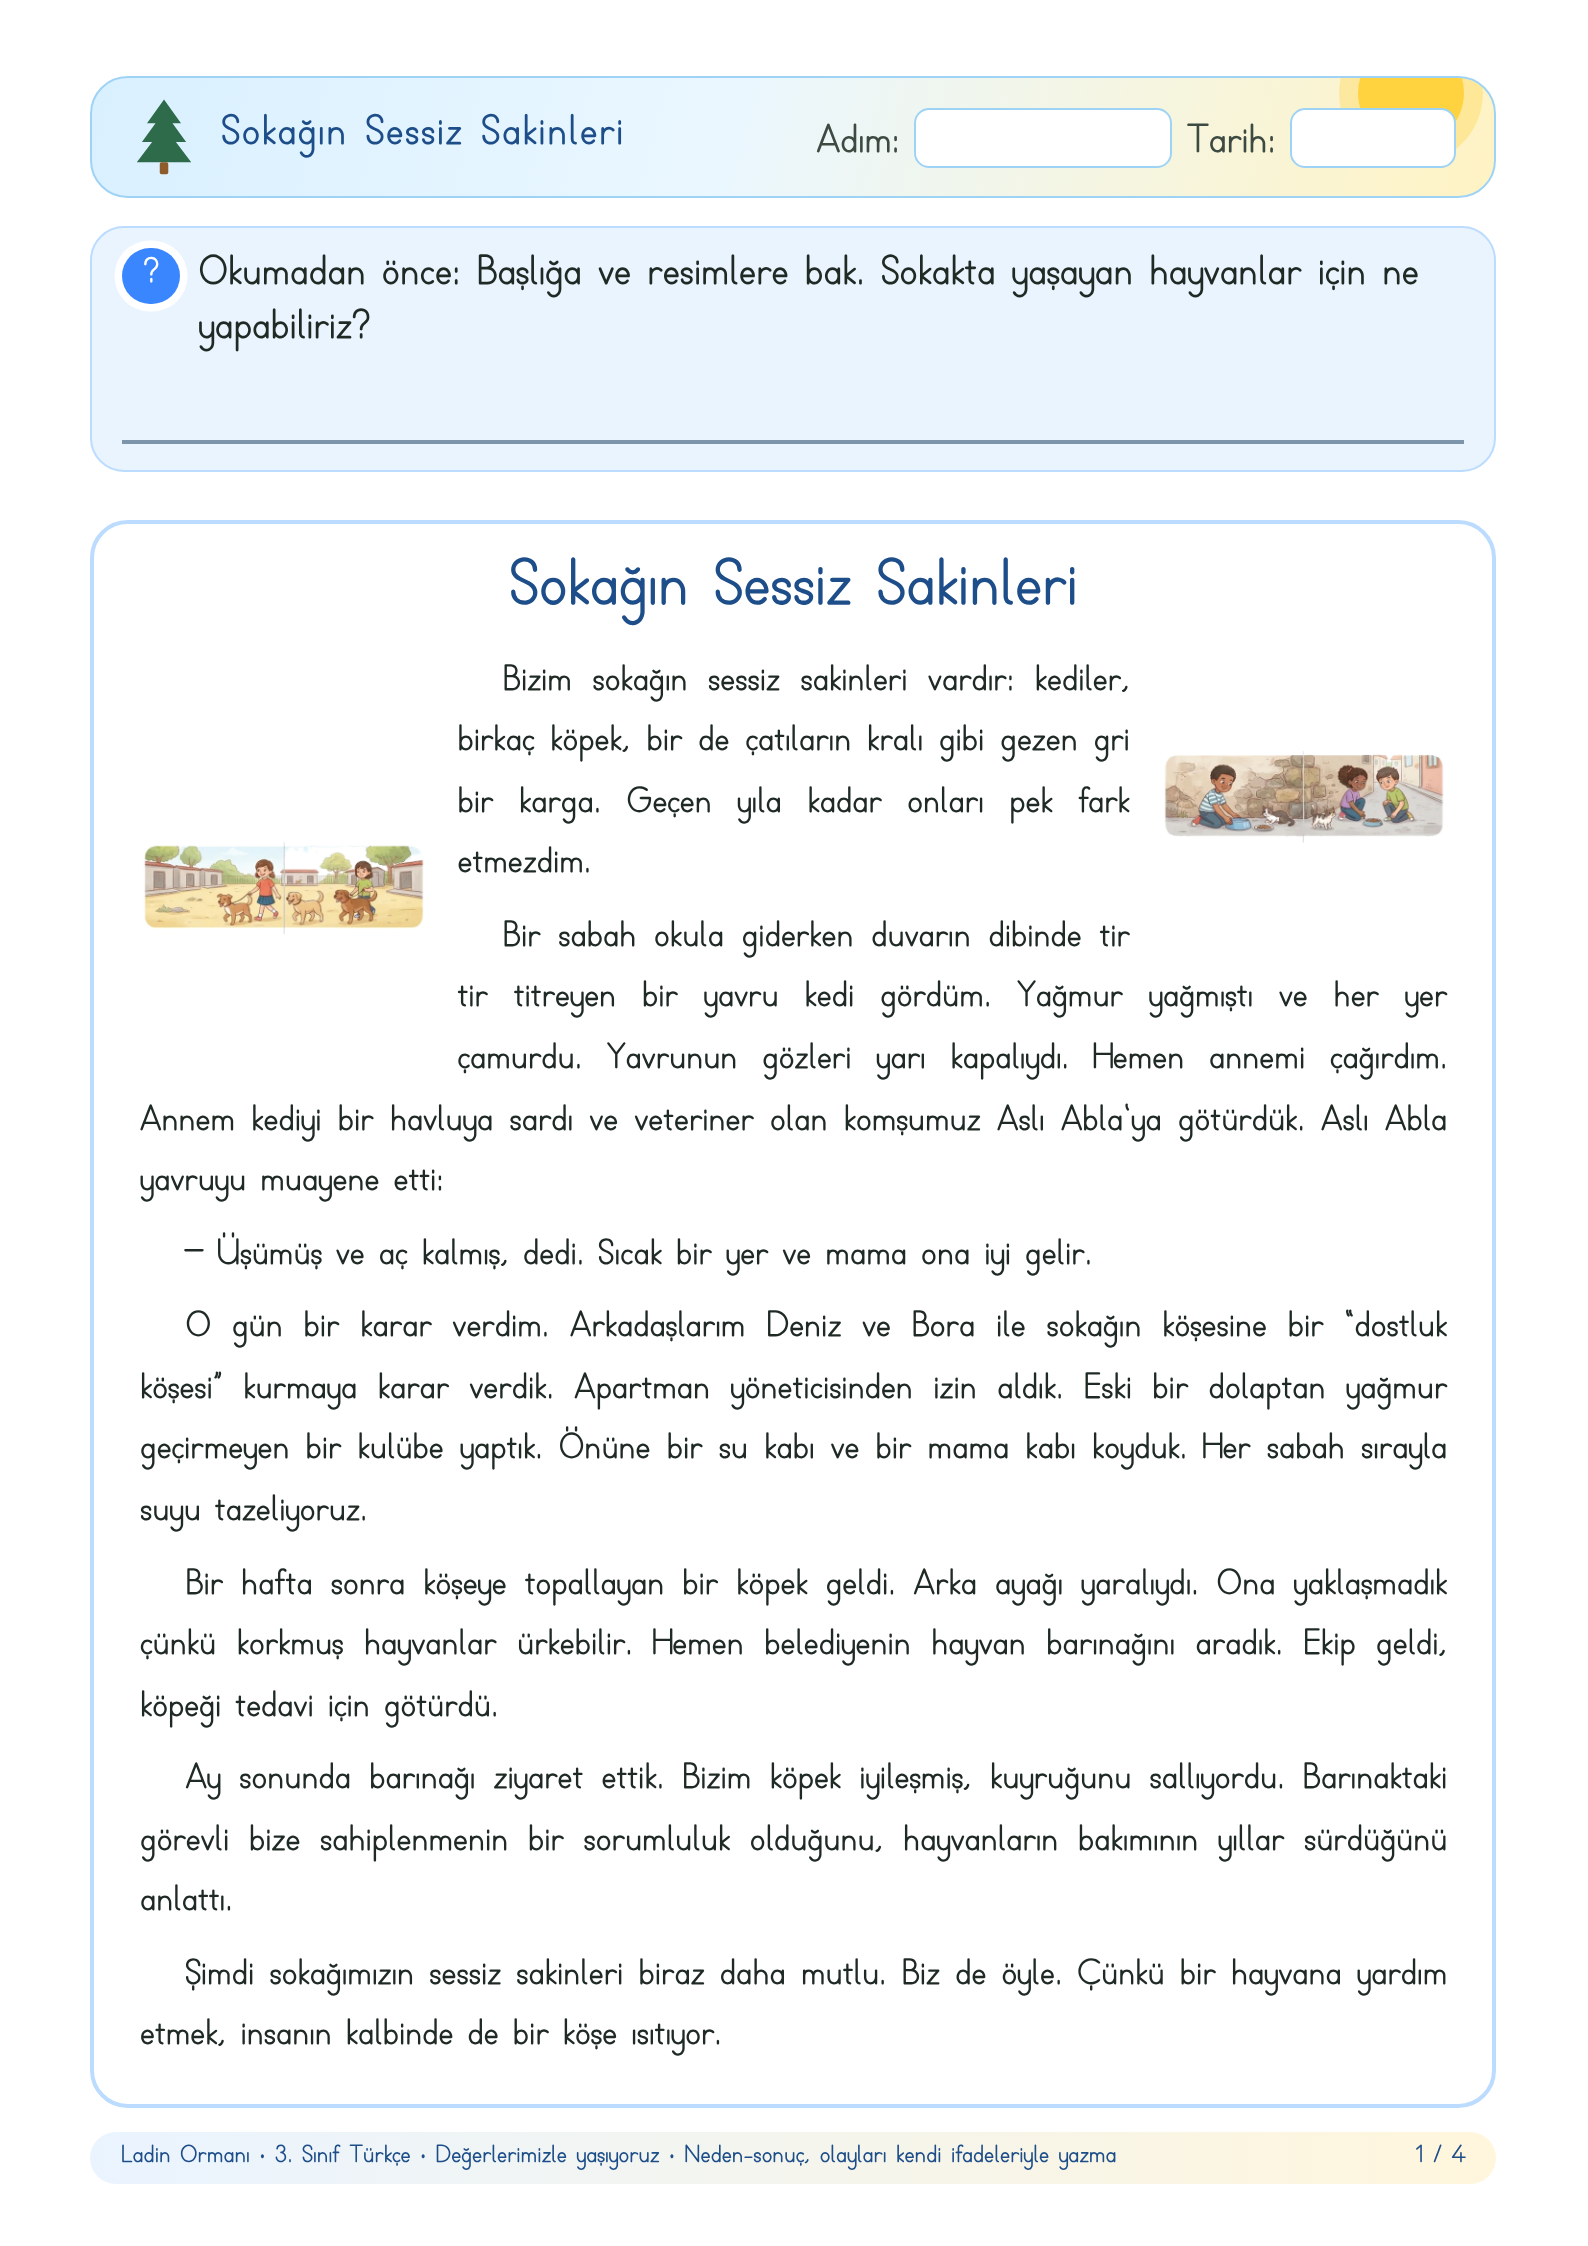 Sokağın Sessiz Sakinleri
Adım:
Tarih:
?
Okumadan önce: Başlığa ve resimlere bak. Sokakta yaşayan hayvanlar için ne
yapabiliriz?
Sokağın Sessiz Sakinleri
Bizim sokağın sessiz sakinleri vardır: kediler,
birkaç köpek, bir de çatıların kralı gibi gezen gri
bir karga. Geçen yıla kadar onları pek fark
etmezdim.
Bir sabah okula giderken duvarın dibinde tir
tir titreyen bir yavru kedi gördüm. Yağmur yağmıştı ve her yer
çamurdu. Yavrunun gözleri yarı kapalıydı. Hemen annemi çağırdım.
Annem kediyi bir havluya sardı ve veteriner olan komşumuz Aslı Abla‘ya götürdük. Aslı Abla
yavruyu muayene etti:
– Üşümüş ve aç kalmış, dedi. Sıcak bir yer ve mama ona iyi gelir.
O gün bir karar verdim. Arkadaşlarım Deniz ve Bora ile sokağın köşesine bir “dostluk
köşesi” kurmaya karar verdik. Apartman yöneticisinden izin aldık. Eski bir dolaptan yağmur
geçirmeyen bir kulübe yaptık. Önüne bir su kabı ve bir mama kabı koyduk. Her sabah sırayla
suyu tazeliyoruz.
Bir hafta sonra köşeye topallayan bir köpek geldi. Arka ayağı yaralıydı. Ona yaklaşmadık
çünkü korkmuş hayvanlar ürkebilir. Hemen belediyenin hayvan barınağını aradık. Ekip geldi,
köpeği tedavi için götürdü.
Ay sonunda barınağı ziyaret ettik. Bizim köpek iyileşmiş, kuyruğunu sallıyordu. Barınaktaki
görevli bize sahiplenmenin bir sorumluluk olduğunu, hayvanların bakımının yıllar sürdüğünü
anlattı.
Şimdi sokağımızın sessiz sakinleri biraz daha mutlu. Biz de öyle. Çünkü bir hayvana yardım
etmek, insanın kalbinde de bir köşe ısıtıyor.
Ladin Ormanı • 3. Sınıf Türkçe • Değerlerimizle yaşıyoruz • Neden-sonuç, olayları kendi ifadeleriyle yazma
1 / 4